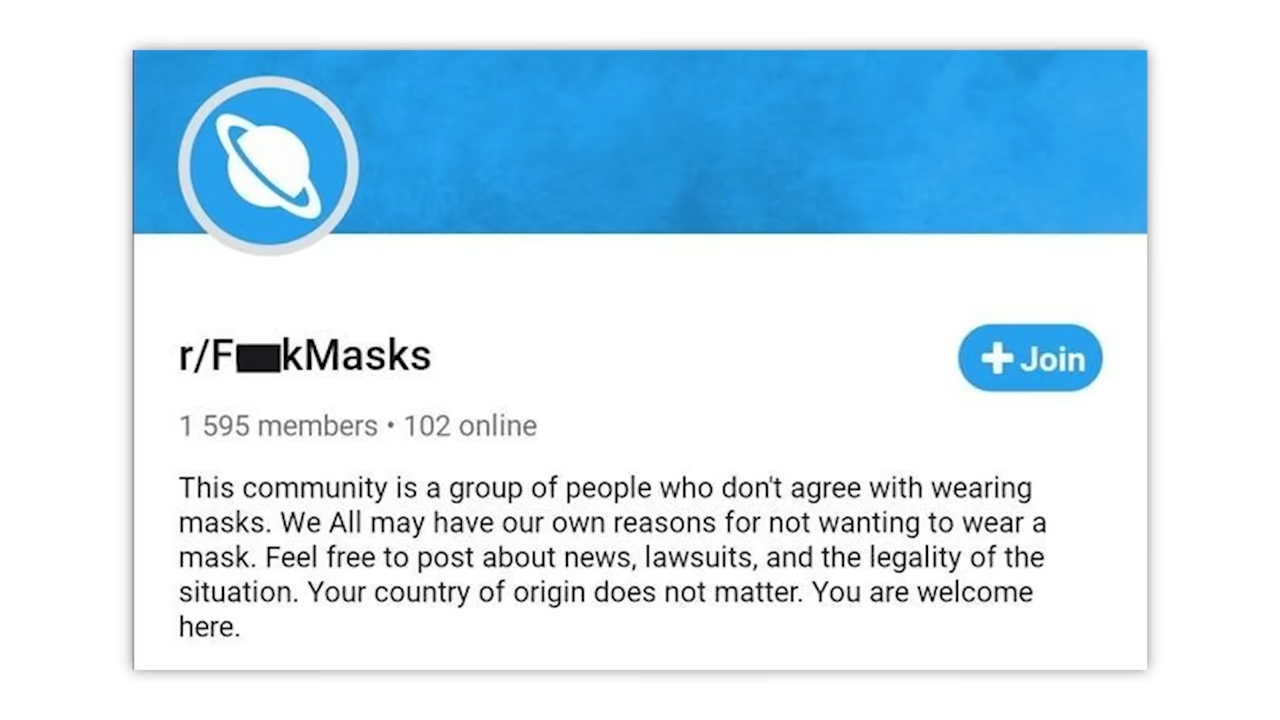 r/F kMasks
Join
1 595 members • 102 online
This community is a group of people who don't agree with wearing
masks. We All may have our own reasons for not wanting to wear a
mask. Feel free to post about news, lawsuits, and the legality of the
situation. Your country of origin does not matter. You are welcome
here.